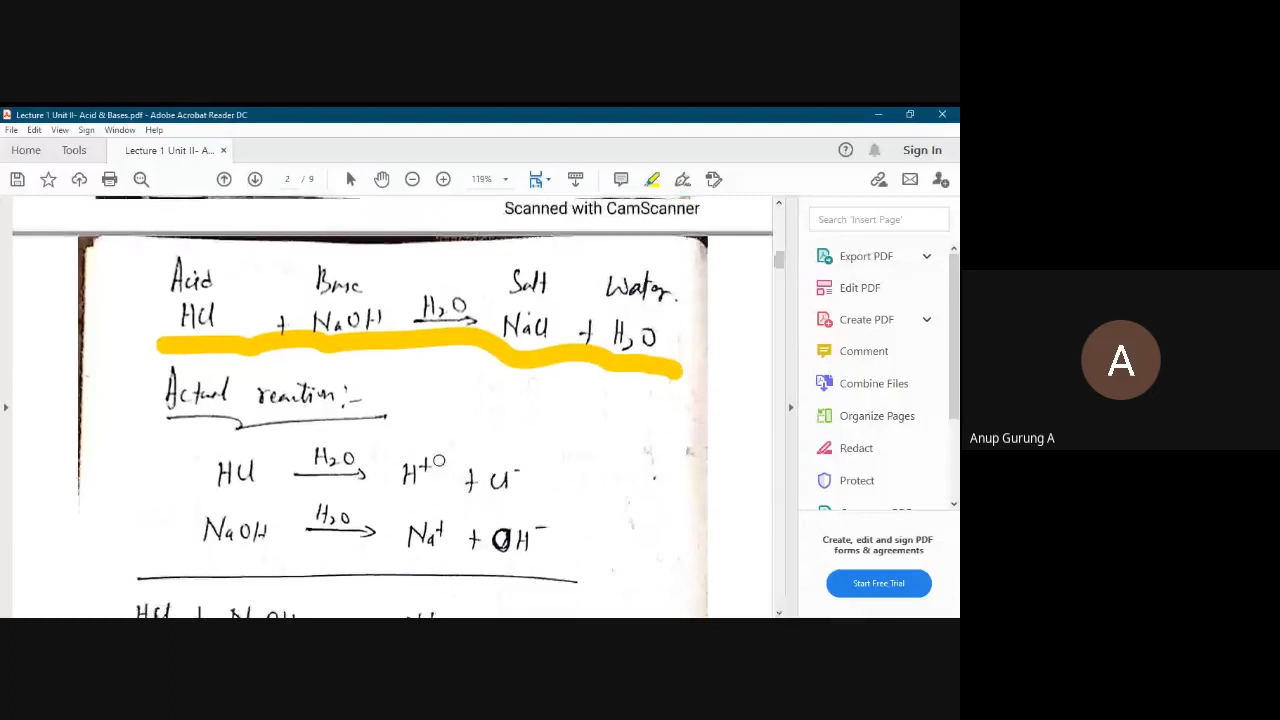 Lecture 1 Unit II- Acid & Bases.pdf - Adobe Acrobat Reader DC
File Edit View Sign Window Help
Home Tools Lecture 1 Unit II- A... × Sign In
2 / 9 119%
Scanned with CamScanner
Acid Base Salt Water.
HCl + NaOH H2O NaCl + H2O
Actual reaction:-
HCl H2O H+ + Cl-
NaOH H2O Na+ + OH-
Search 'Insert Page'
Export PDF
Edit PDF
Create PDF
Comment
Combine Files
Organize Pages
Redact
Protect
Create, edit and sign PDF
forms & agreements
Start Free Trial
A
Anup Gurung A